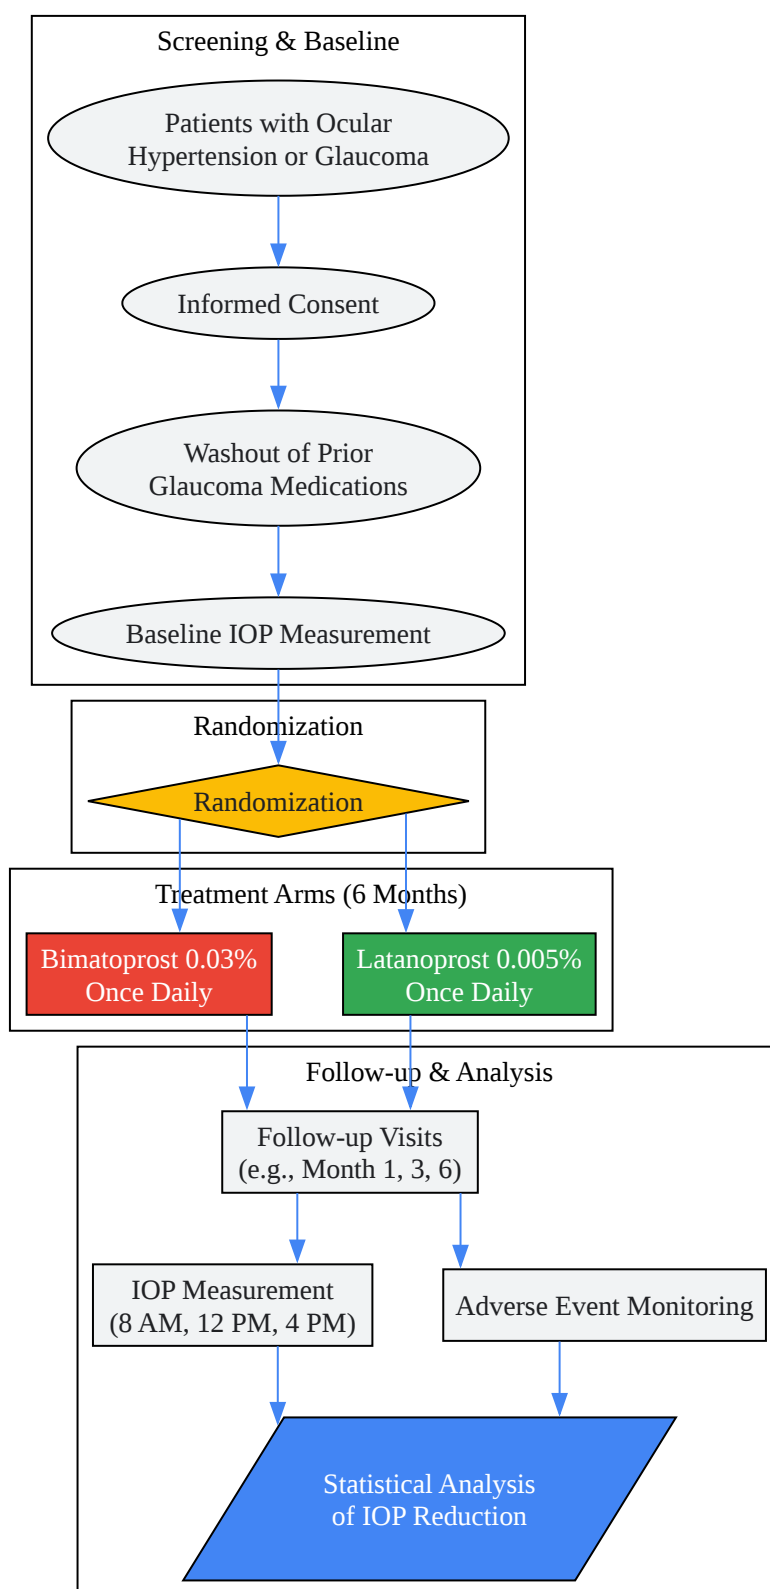 Screening & Baseline
Patients with Ocular
Hypertension or Glaucoma
Informed Consent
Washout of Prior
Glaucoma Medications
Baseline IOP Measurement
Randomization
Randomization
Treatment Arms (6 Months)
Bimatoprost 0.03%
Once Daily
Latanoprost 0.005%
Once Daily
Follow-up & Analysis
Follow-up Visits
(e.g., Month 1, 3, 6)
IOP Measurement
(8 AM, 12 PM, 4 PM)
Adverse Event Monitoring
Statistical Analysis
of IOP Reduction